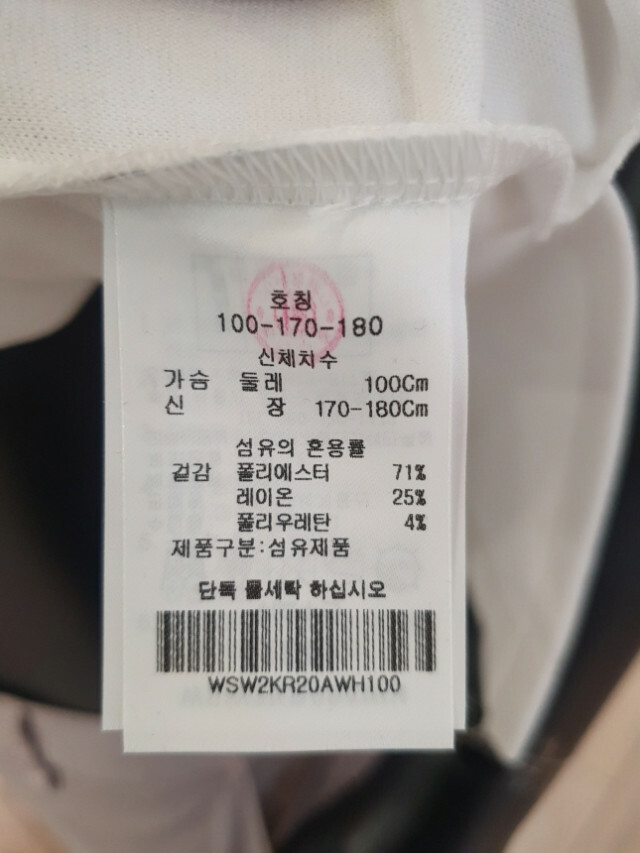 호칭
100-170-180
신체치수
가슴 둘레 100Cm
신 장 170-180Cm
섬유의 혼용률
겉감 폴리에스터 71%
레이온 25%
폴리우레탄 4%
제품구분:섬유제품
단독 물세탁 하십시오
WSW2KR20AWH100